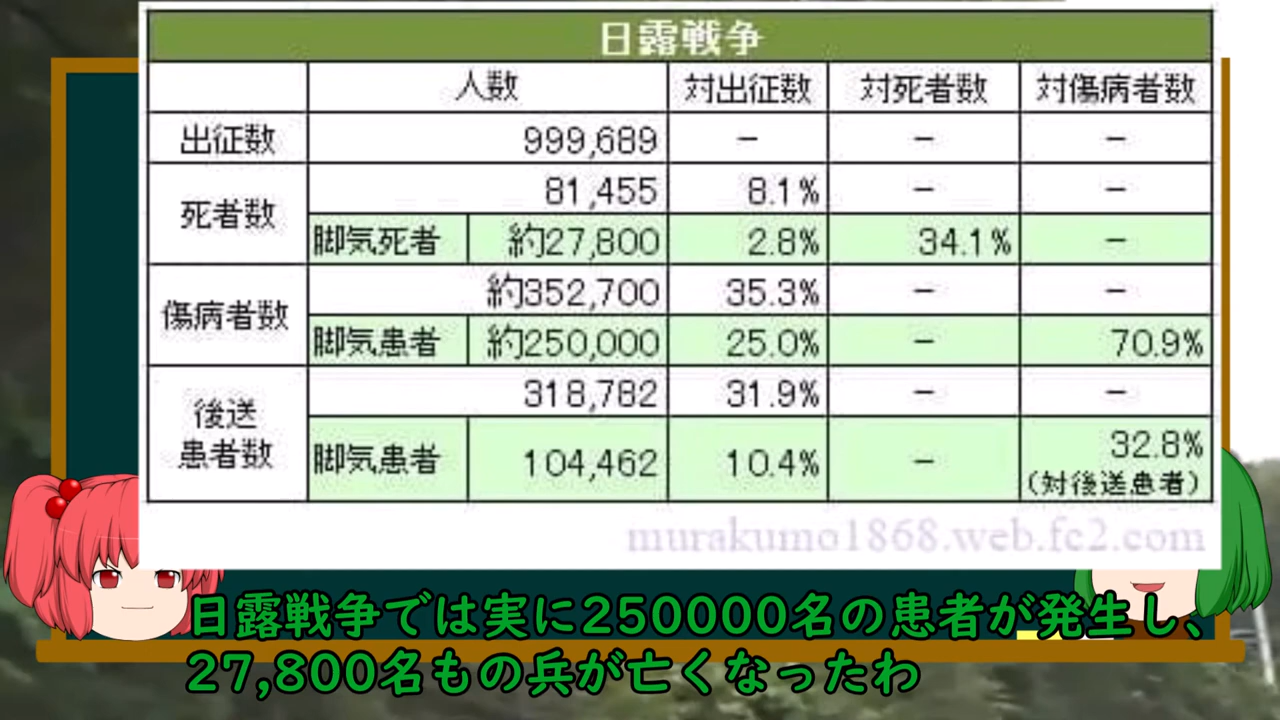 日露戦争
人数 対出征数 対死者数 対傷病者数
出征数 999,689 － － －
死者数 81,455 8.1% － －
脚気死者 約27,800 2.8% 34.1% －
傷病者数 約352,700 35.3% － －
脚気患者 約250,000 25.0% － 70.9%
後送
患者数 318,782 31.9% － －
脚気患者 104,462 10.4% － 32.8%
(対後送患者)
murakumo1868.web.fc2.com
日露戦争では実に250000名の患者が発生し、
27,800名もの兵が亡くなったわ